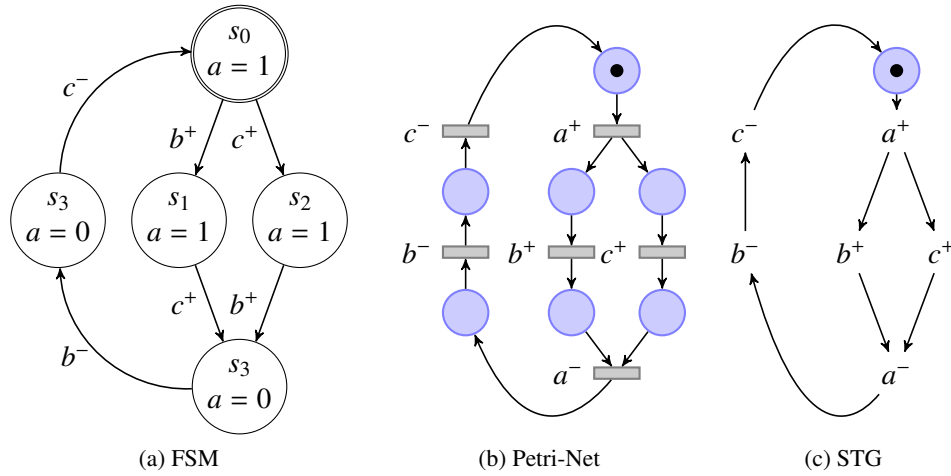 s₀
a = 1
b⁺
c⁺
c⁻
s₃
a = 0
s₁
a = 1
s₂
a = 1
c⁺
b⁺
b⁻
s₃
a = 0
(a) FSM
c⁻
a⁺
b⁻
b⁺
c⁺
a⁻
(b) Petri-Net
c⁻
a⁺
b⁻
b⁺
c⁺
a⁻
(c) STG